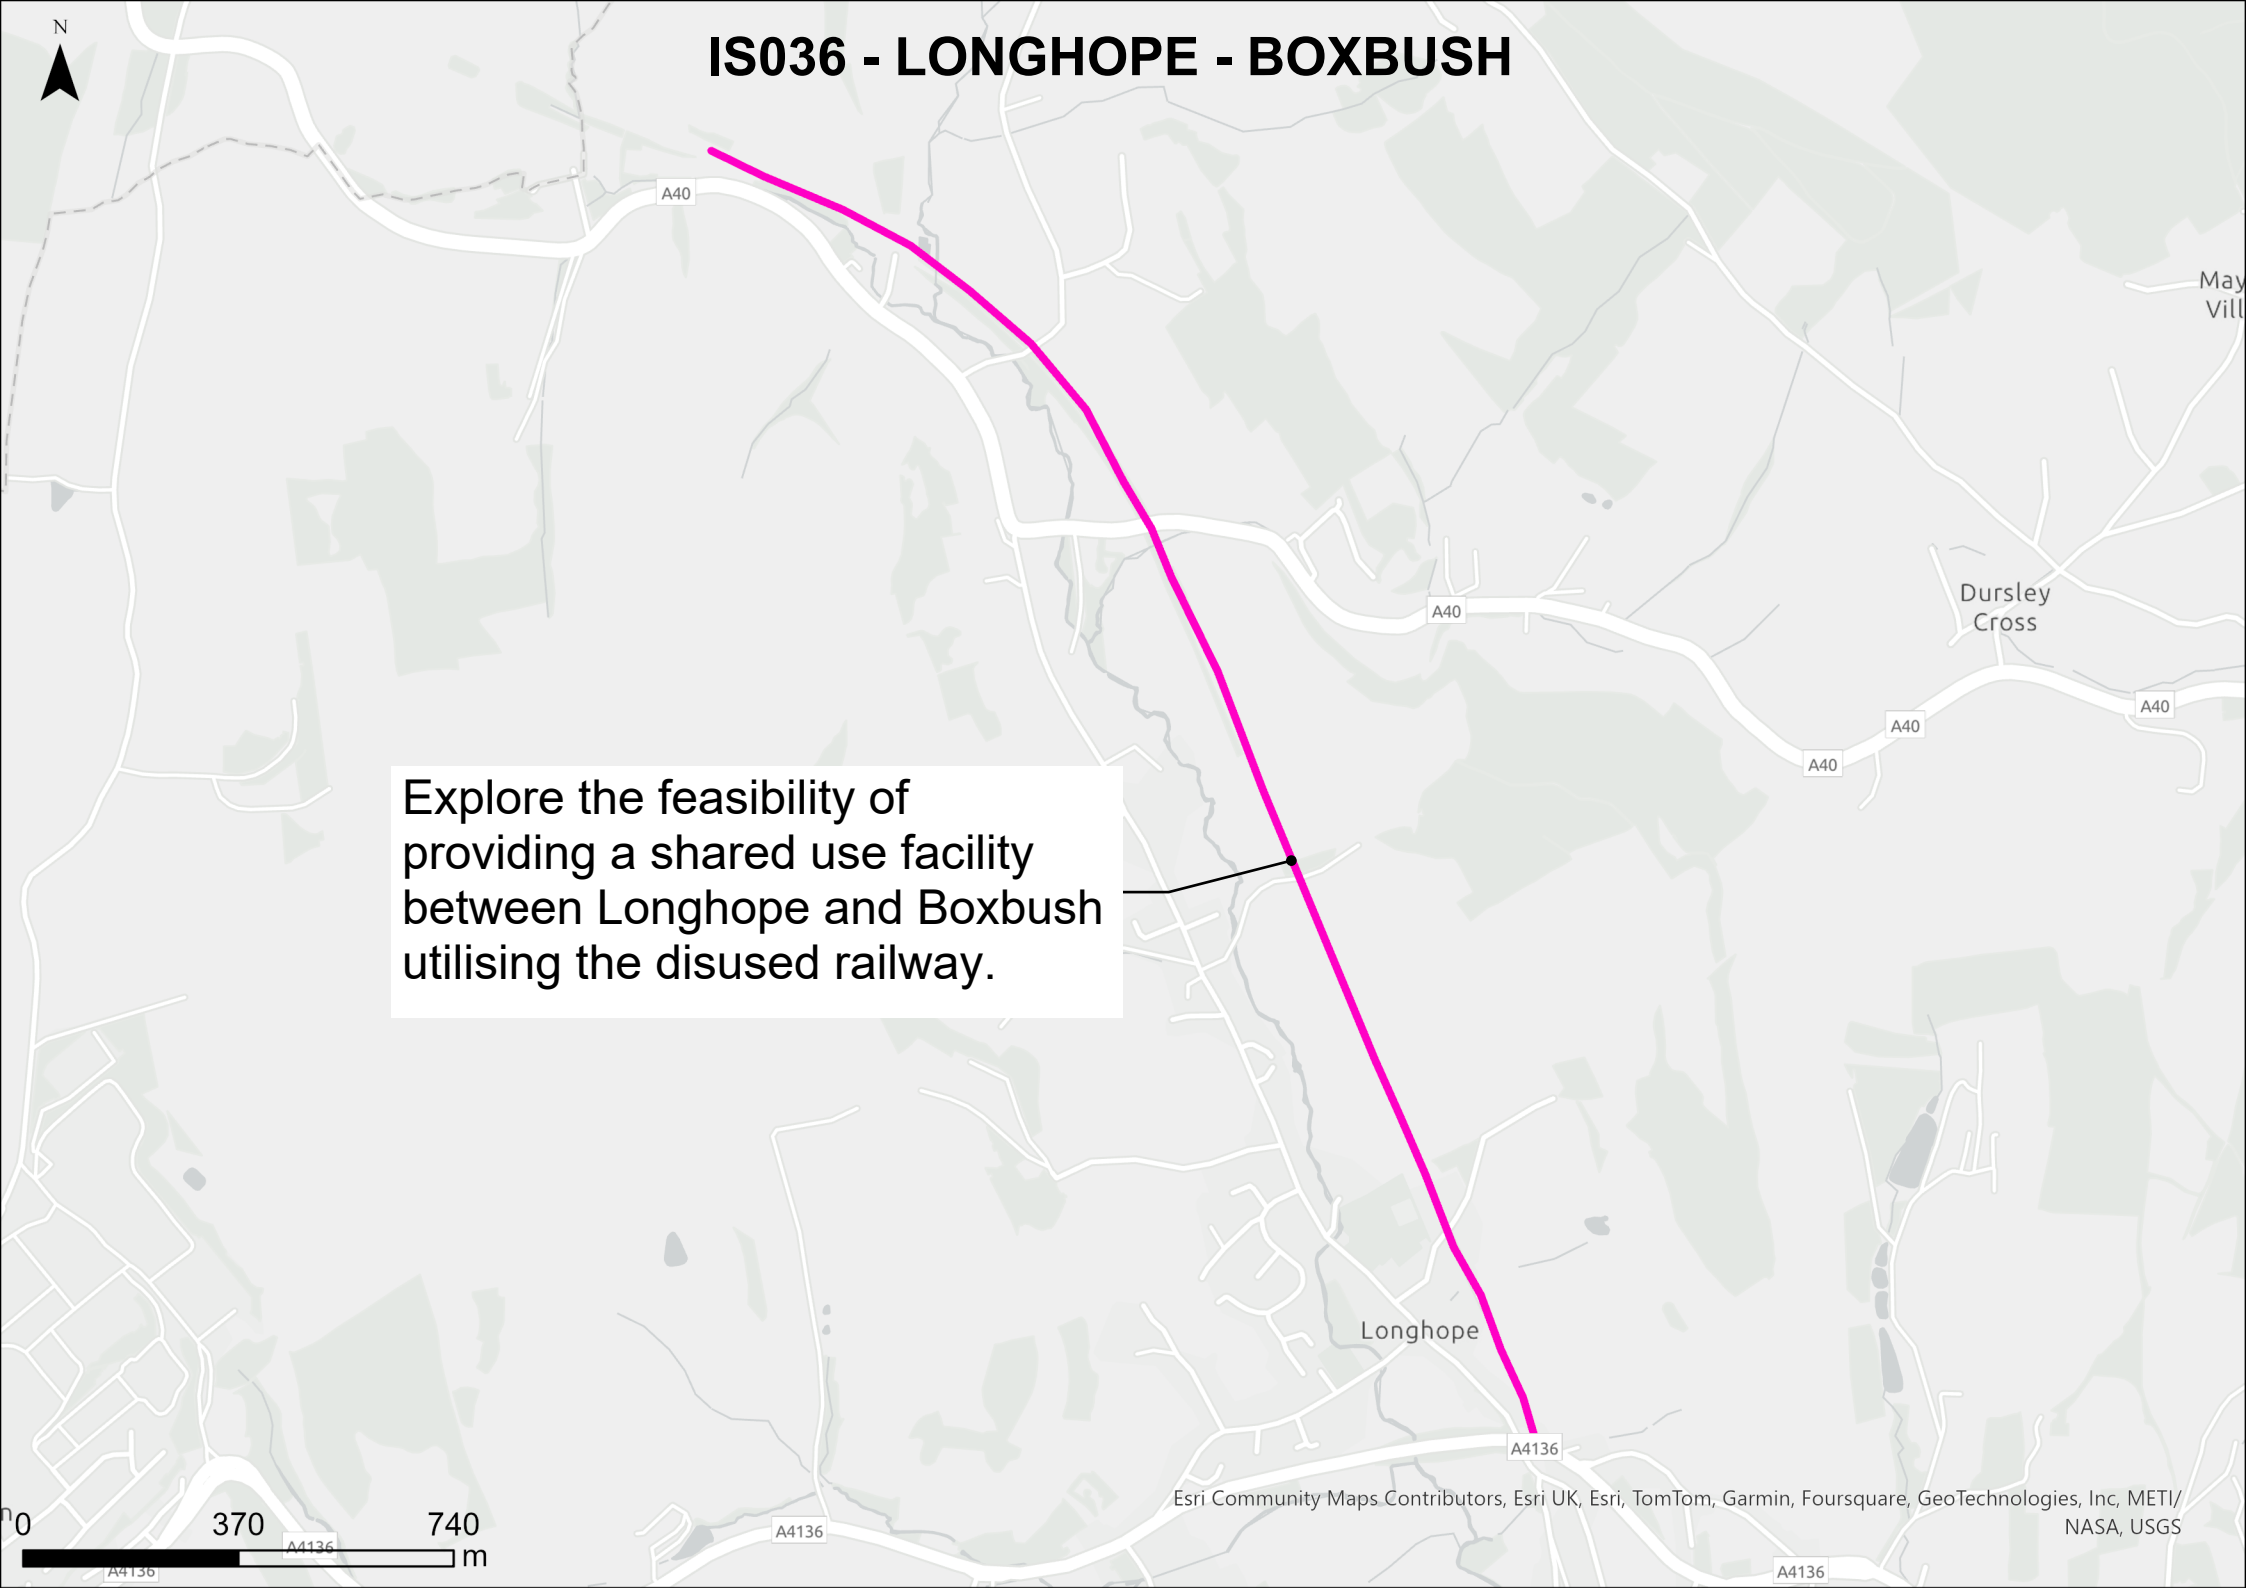 N
IS036 - LONGHOPE - BOXBUSH
A40
May
Vill
Dursley
Cross
A40
A40
A40
A40
Explore the feasibility of
providing a shared use facility
between Longhope and Boxbush
utilising the disused railway.
Longhope
A4136
Esri Community Maps Contributors, Esri UK, Esri, TomTom, Garmin, Foursquare, GeoTechnologies, Inc, METI/
NASA, USGS
n
0 370 740
m
A4136
A4136
A4136
A4136